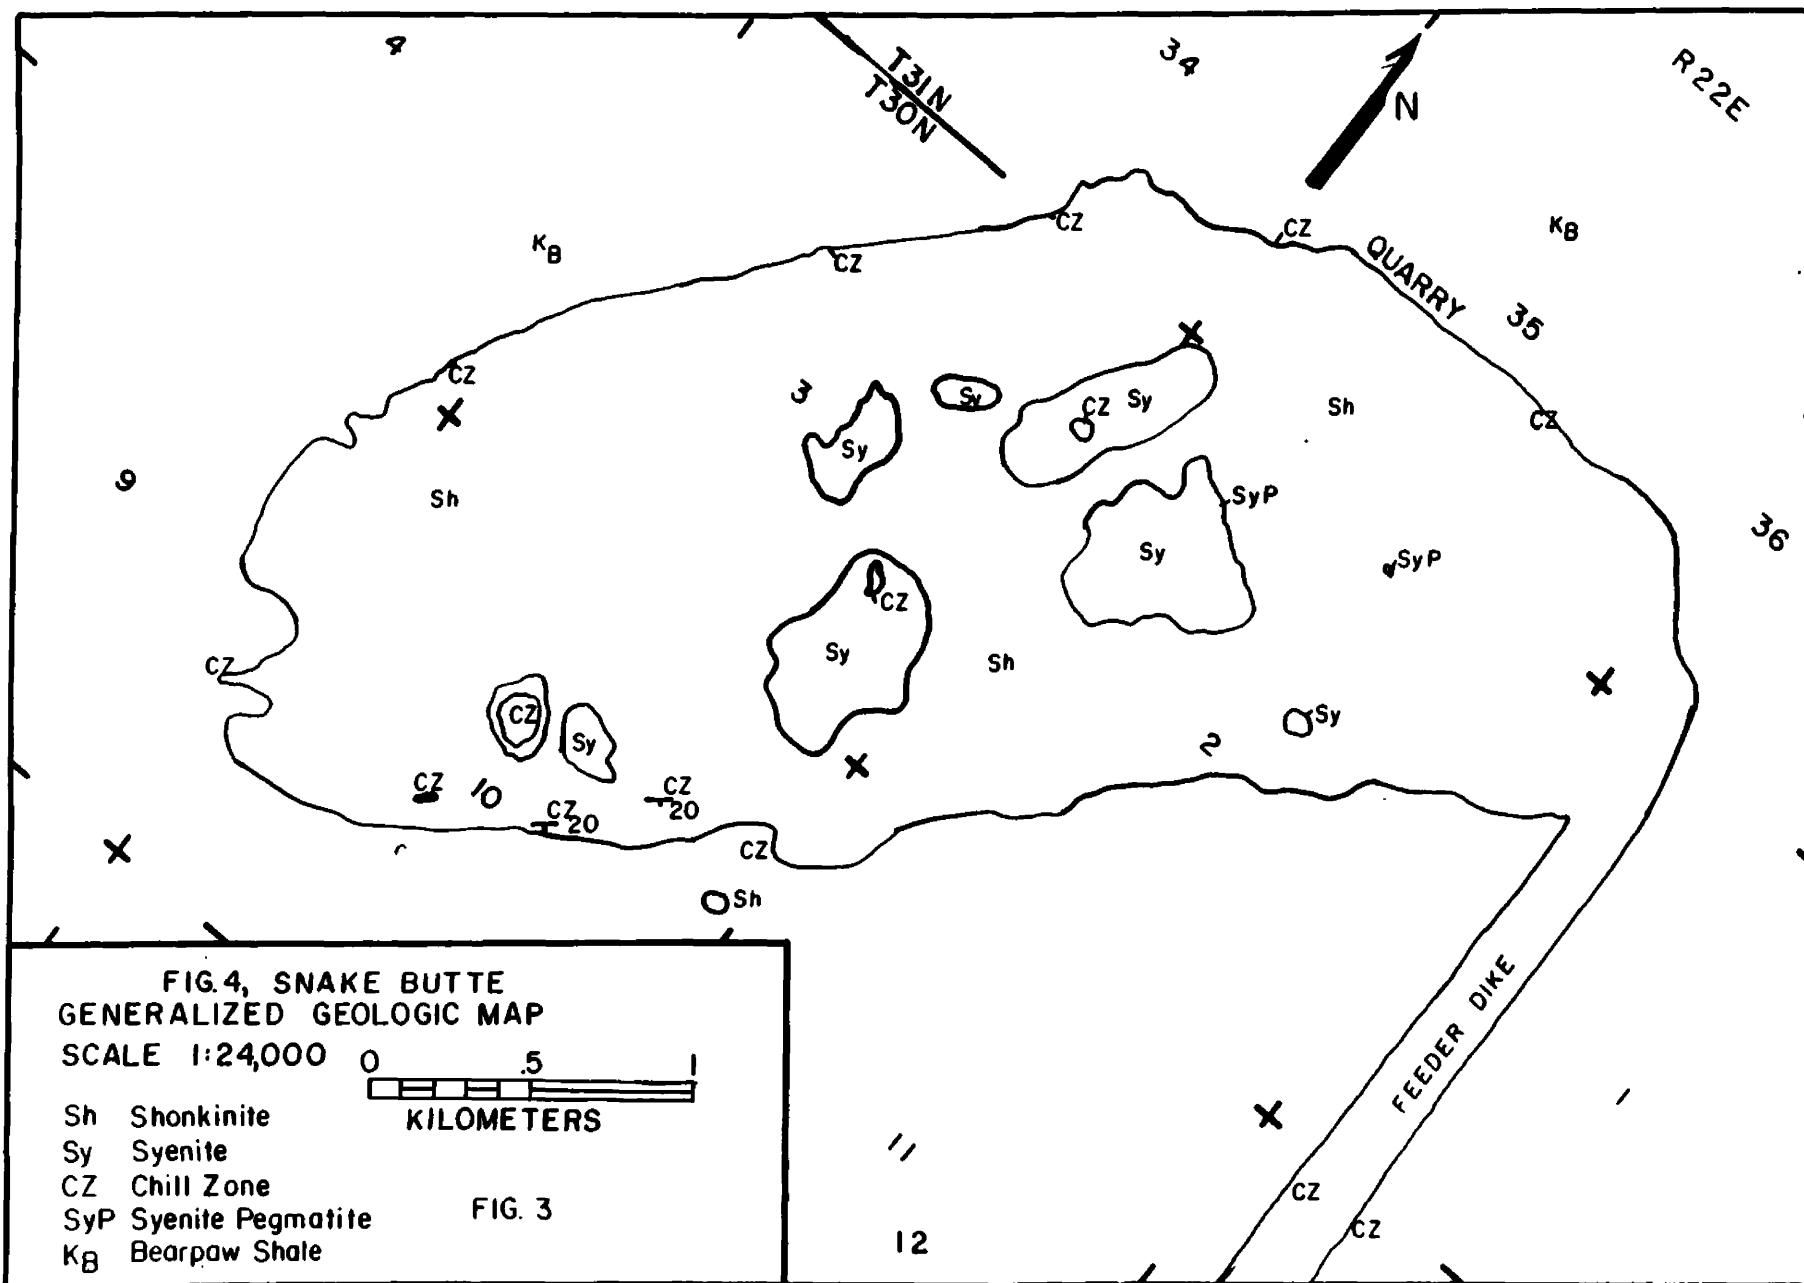 4
34
R22E
T31N
T30N
N
KB
CZ
CZ
KB
CZ
QUARRY
35
CZ
3
Sy
CZ
Sy
Sh
CZ
Sy
9
Sh
SyP
36
Sy
SyP
CZ
Sy
Sh
CZ
CZ
Sy
Sy
2
CZ
10
CZ
20
CZ
20
CZ
Sh
FEEDER DIKE
1
11
12
CZ
CZ
FIG. 4, SNAKE BUTTE
GENERALIZED GEOLOGIC MAP
SCALE 1:24,000
0 .5 1
KILOMETERS
Sh Shonkinite
Sy Syenite
CZ Chill Zone
SyP Syenite Pegmatite
KB Bearpaw Shale
FIG. 3